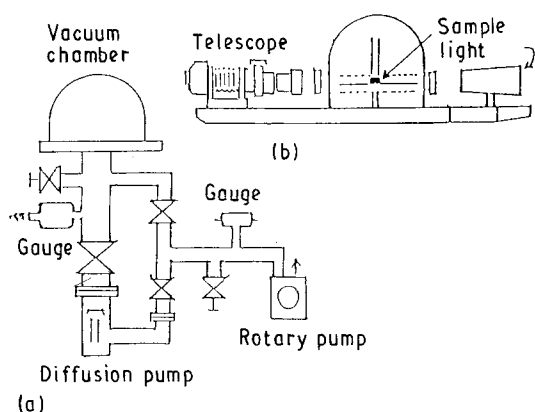 Vacuum
chamber
Telescope
Sample
light
(b)
Gauge
Gauge
Rotary pump
Diffusion pump
(a)